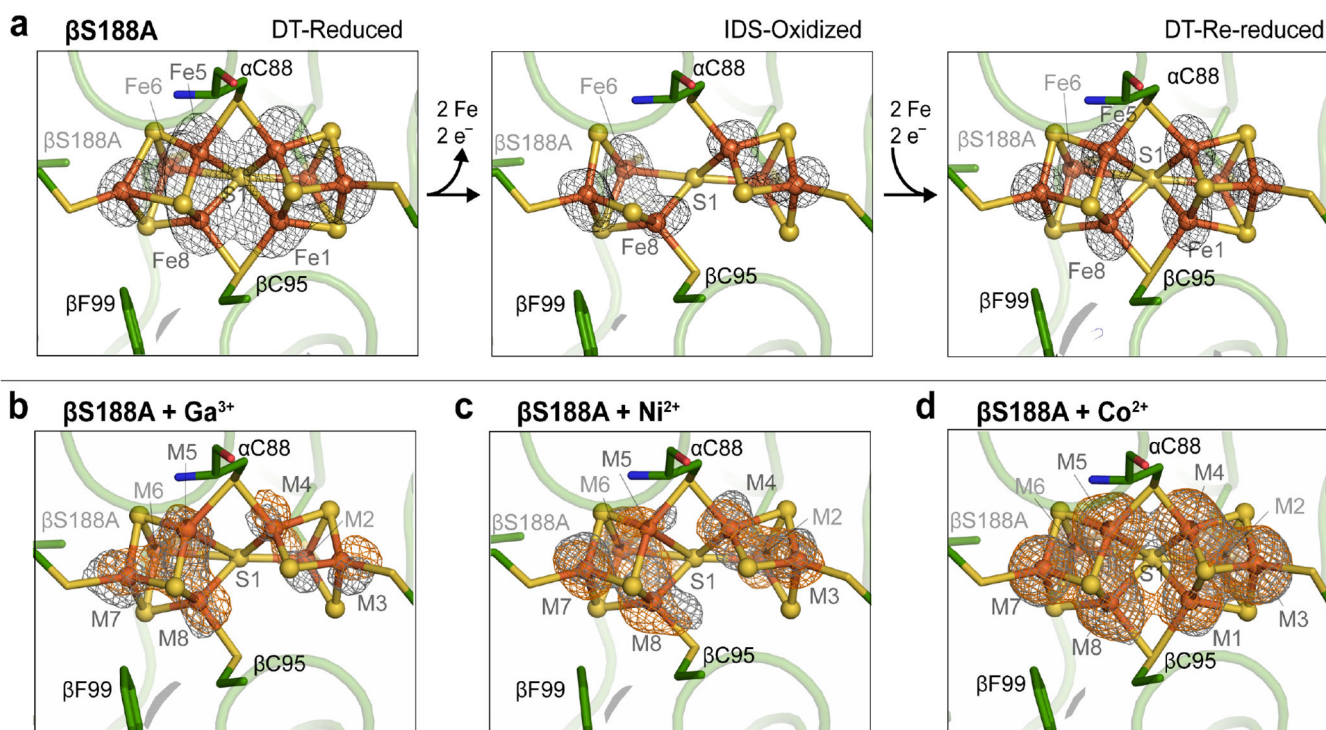 a βS188A DT-Reduced IDS-Oxidized DT-Re-reduced
Fe6 Fe5 αC88
βS188A
S1
Fe8 Fe1
βC95
βF99
2 Fe
2 e⁻
αC88
Fe6
βS188A
S1
Fe8
βC95
βF99
2 Fe
2 e⁻
αC88
Fe6 Fe5
βS188A
S1
Fe8 Fe1
βC95
βF99
b βS188A + Ga³⁺
αC88
M5
M6 M4
βS188A M2
S1
M7 M3
M8
βC95
βF99
c βS188A + Ni²⁺
αC88
M5
M6 M4
βS188A M2
S1
M7 M3
M8
βC95
βF99
d βS188A + Co²⁺
αC88
M5 M4
M6
βS188A M2
S1
M7 M3
M8 M1
βC95
βF99